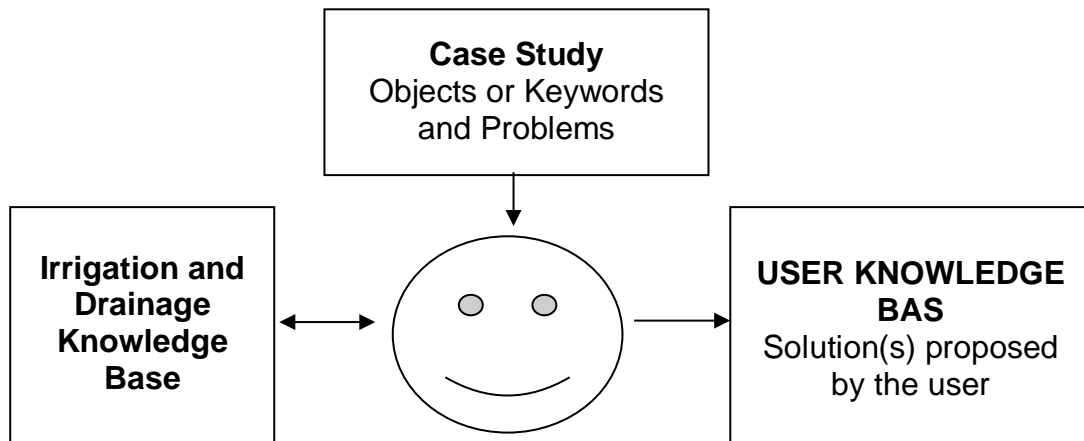 Case Study
Objects or Keywords
and Problems
Irrigation and
Drainage
Knowledge
Base
USER KNOWLEDGE
BAS
Solution(s) proposed
by the user